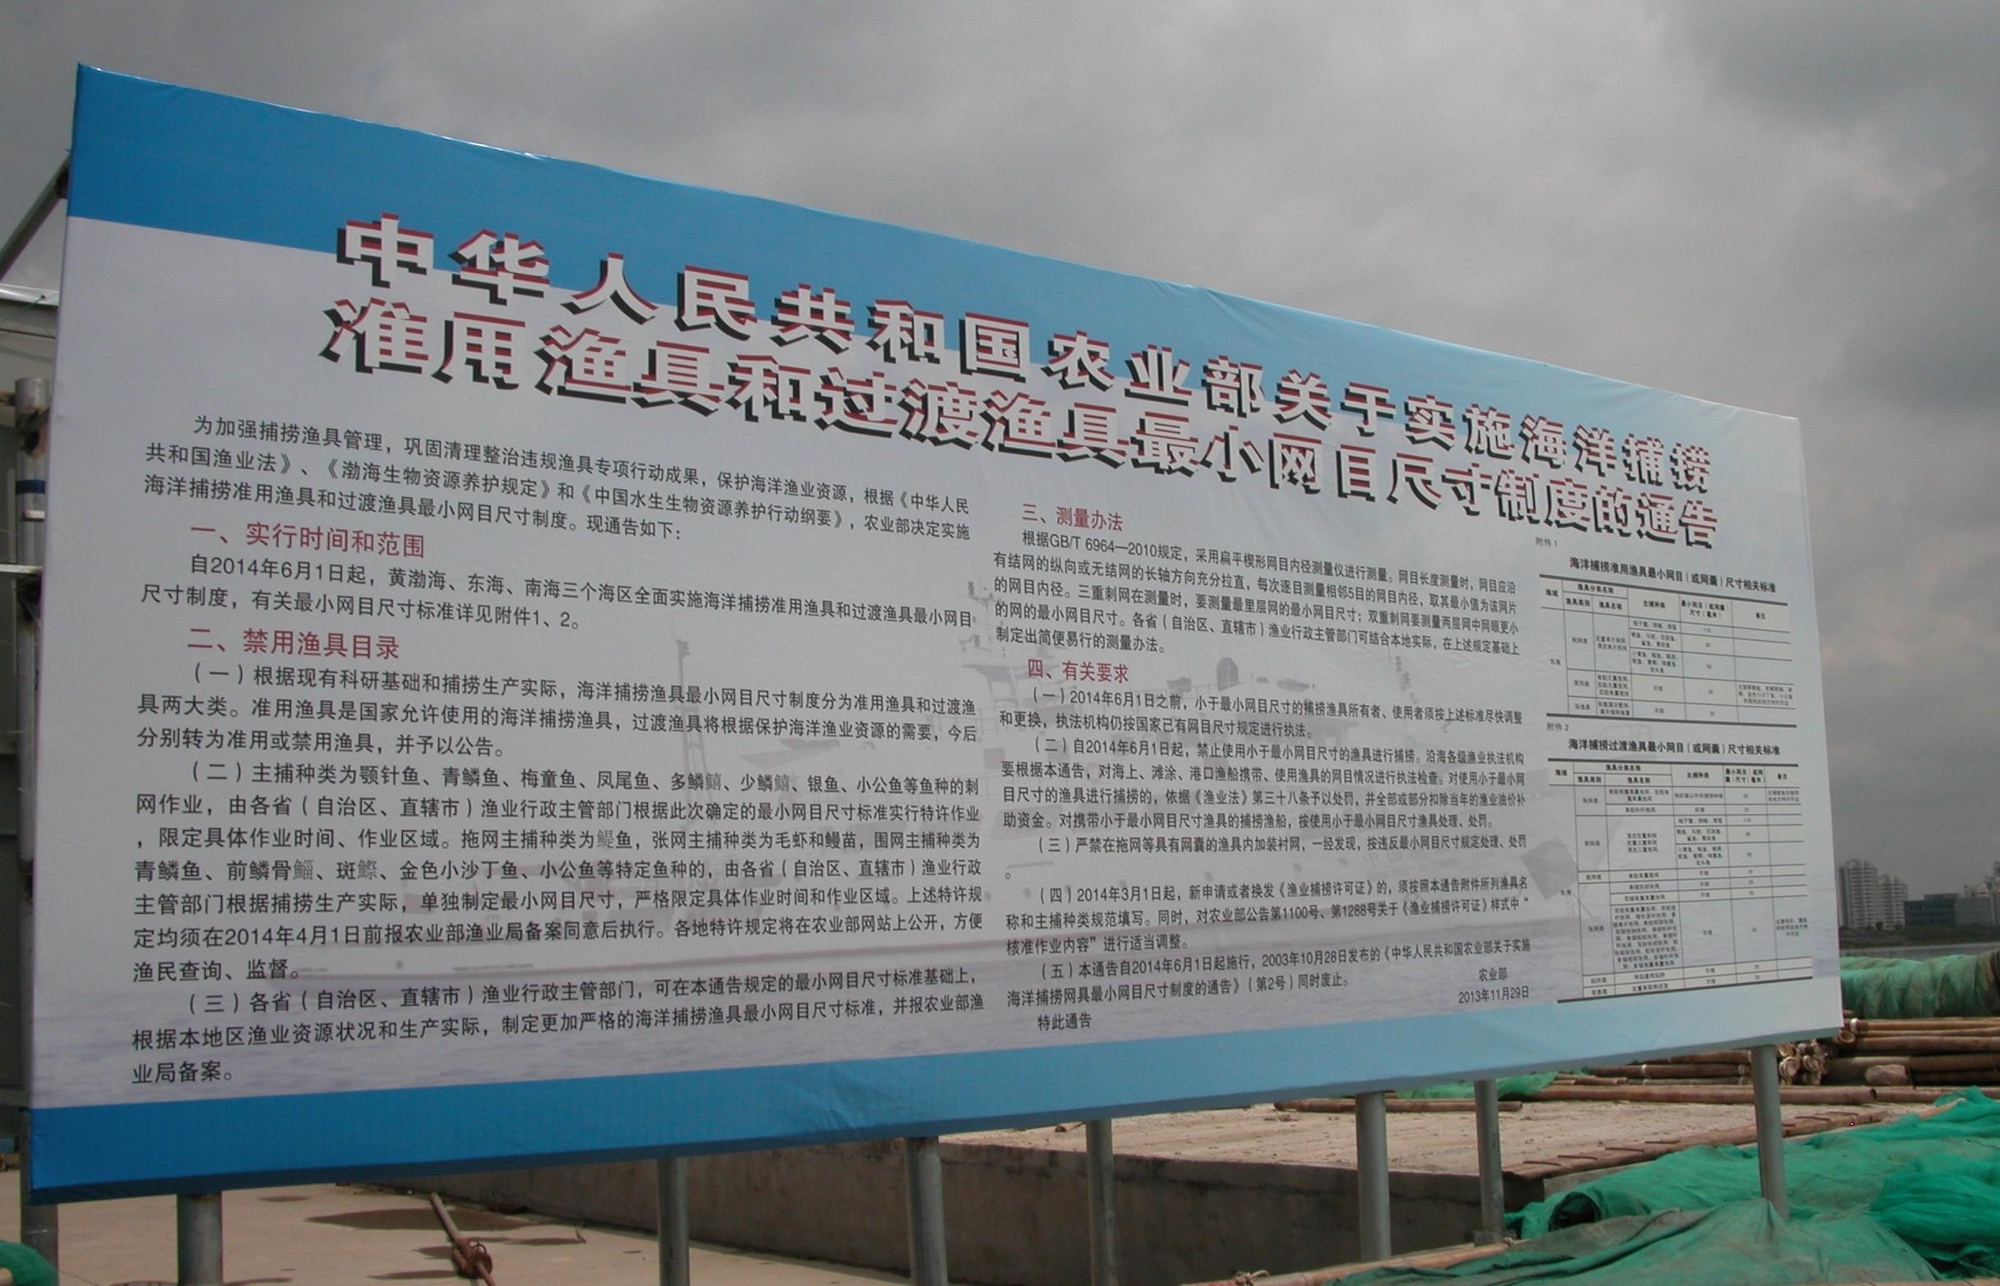 中华人民共和国农业部关于实施海洋捕捞
准用渔具和过渡渔具最小网目尺寸制度的通告
为加强捕捞渔具管理，巩固清理整治违规渔具专项行动成果，保护海洋渔业资源，根据《中华人民
共和国渔业法》、《渤海生物资源养护规定》和《中国水生生物资源养护行动纲要》，农业部决定实施
海洋捕捞准用渔具和过渡渔具最小网目尺寸制度。现通告如下：
一、实行时间和范围
自2014年6月1日起，黄渤海、东海、南海三个海区全面实施海洋捕捞准用渔具和过渡渔具最小网目
尺寸制度，有关最小网目尺寸标准详见附件1、2。
二、禁用渔具目录
（一）根据现有科研基础和捕捞生产实际，海洋捕捞渔具最小网目尺寸制度分为准用渔具和过渡渔
具两大类。准用渔具是国家允许使用的海洋捕捞渔具，过渡渔具将根据保护海洋渔业资源的需要，今后
分别转为准用或禁用渔具，并予以公告。
（二）主捕种类为颚针鱼、青鳞鱼、梅童鱼、凤尾鱼、多鳞鱚、少鳞鱚、银鱼、小公鱼等鱼种的刺
网作业，由各省（自治区、直辖市）渔业行政主管部门根据此次确定的最小网目尺寸标准实行特许作业
，限定具体作业时间、作业区域。拖网主捕种类为鳀鱼，张网主捕种类为毛虾和鳗苗，围网主捕种类为
青鳞鱼、前鳞骨鲻、斑鰶、金色小沙丁鱼、小公鱼等特定鱼种的，由各省（自治区、直辖市）渔业行政
主管部门根据捕捞生产实际，单独制定最小网目尺寸，严格限定具体作业时间和作业区域。上述特许规
定均须在2014年4月1日前报农业部渔业局备案同意后执行。各地特许规定将在农业部网站上公开，方便
渔民查询、监督。
（三）各省（自治区、直辖市）渔业行政主管部门，可在本通告规定的最小网目尺寸标准基础上，
根据本地区渔业资源状况和生产实际，制定更加严格的海洋捕捞渔具最小网目尺寸标准，并报农业部渔
业局备案。
三、测量办法
根据GB/T 6964—2010规定，采用扁平楔形网目内径测量仪进行测量。网目长度测量时，网目应沿
有结网的纵向或无结网的长轴方向充分拉直，每次逐目测量相邻5目的网目内径，取其最小值为该网片
的网目内径。三重刺网在测量时，要测量最里层网的最小网目尺寸；双重刺网要测量两层网中网眼更小
的网的最小网目尺寸。各省（自治区、直辖市）渔业行政主管部门可结合本地实际，在上述规定基础上
制定出简便易行的测量办法。
四、有关要求
（一）2014年6月1日之前，小于最小网目尺寸的捕捞渔具所有者、使用者须按上述标准尽快调整
和更换，执法机构仍按国家已有网目尺寸规定进行执法。
（二）自2014年6月1日起，禁止使用小于最小网目尺寸的渔具进行捕捞。沿海各级渔业执法机构
要根据本通告，对海上、滩涂、港口渔船携带、使用渔具的网目情况进行执法检查。对使用小于最小网
目尺寸的渔具进行捕捞的，依据《渔业法》第三十八条予以处罚，并全部或部分扣除当年的渔业油价补
助资金。对携带小于最小网目尺寸渔具的捕捞渔船，按使用小于最小网目尺寸渔具处理、处罚。
（三）严禁在拖网等具有网囊的渔具内加装衬网，一经发现，按违反最小网目尺寸规定处理、处罚
。
（四）2014年3月1日起，新申请或者换发《渔业捕捞许可证》的，须按照本通告附件所列渔具名
称和主捕种类规范填写。同时，对农业部公告第1100号、第1288号关于《渔业捕捞许可证》样式中“
核准作业内容”进行适当调整。
（五）本通告自2014年6月1日起施行，2003年10月28日发布的《中华人民共和国农业部关于实施
海洋捕捞网具最小网目尺寸制度的通告》（第2号）同时废止。
特此通告
农业部
2013年11月29日
附件1
海洋捕捞准用渔具最小网目（或网囊）尺寸相关标准
海域 渔具分类名称 主捕种类 最小网目（或网囊）尺寸（毫米） 备注
渔具类别 渔具名称
附件2
海洋捕捞过渡渔具最小网目（或网囊）尺寸相关标准
海域 渔具分类名称 主捕种类 最小网目（或网囊）尺寸（毫米） 备注
渔具类别 渔具名称